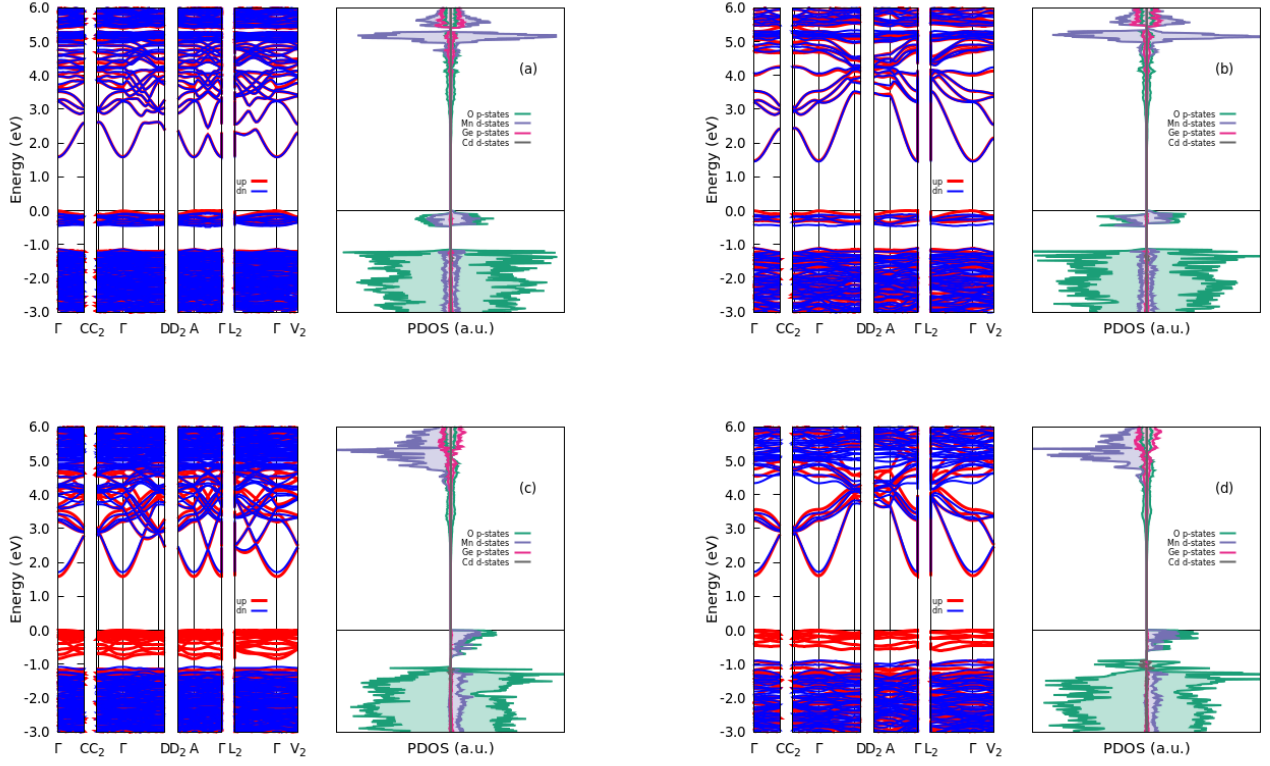 6.0
5.0
4.0
3.0
2.0
1.0
0.0
-1.0
-2.0
-3.0
Energy (eV)
up
dn
Γ CC2 Γ DD2 A Γ L2 Γ V2
(a)
O p-states
Mn d-states
Ge p-states
Cd d-states
PDOS (a.u.)
6.0
5.0
4.0
3.0
2.0
1.0
0.0
-1.0
-2.0
-3.0
Energy (eV)
up
dn
Γ CC2 Γ DD2 A Γ L2 Γ V2
(b)
O p-states
Mn d-states
Ge p-states
Cd d-states
PDOS (a.u.)
6.0
5.0
4.0
3.0
2.0
1.0
0.0
-1.0
-2.0
-3.0
Energy (eV)
up
dn
Γ CC2 Γ DD2 A Γ L2 Γ V2
(c)
O p-states
Mn d-states
Ge p-states
Cd d-states
PDOS (a.u.)
6.0
5.0
4.0
3.0
2.0
1.0
0.0
-1.0
-2.0
-3.0
Energy (eV)
up
dn
Γ CC2 Γ DD2 A Γ L2 Γ V2
(d)
O p-states
Mn d-states
Ge p-states
Cd d-states
PDOS (a.u.)